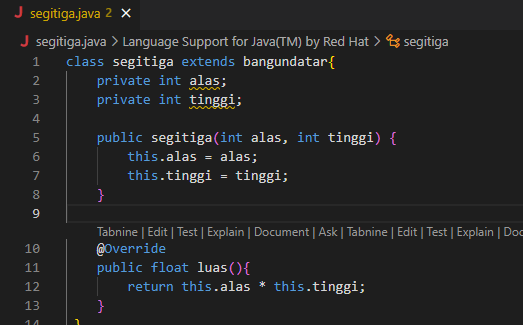 segitiga.java 2
segitiga.java > Language Support for Java(TM) by Red Hat > segitiga
1 class segitiga extends bangundatar{
2 private int alas;
3 private int tinggi;
4
5 public segitiga(int alas, int tinggi) {
6 this.alas = alas;
7 this.tinggi = tinggi;
8 }
9
Tabnine | Edit | Test | Explain | Document | Ask | Tabnine | Edit | Test | Explain | Do
10 @Override
11 public float luas(){
12 return this.alas * this.tinggi;
13 }
14 }